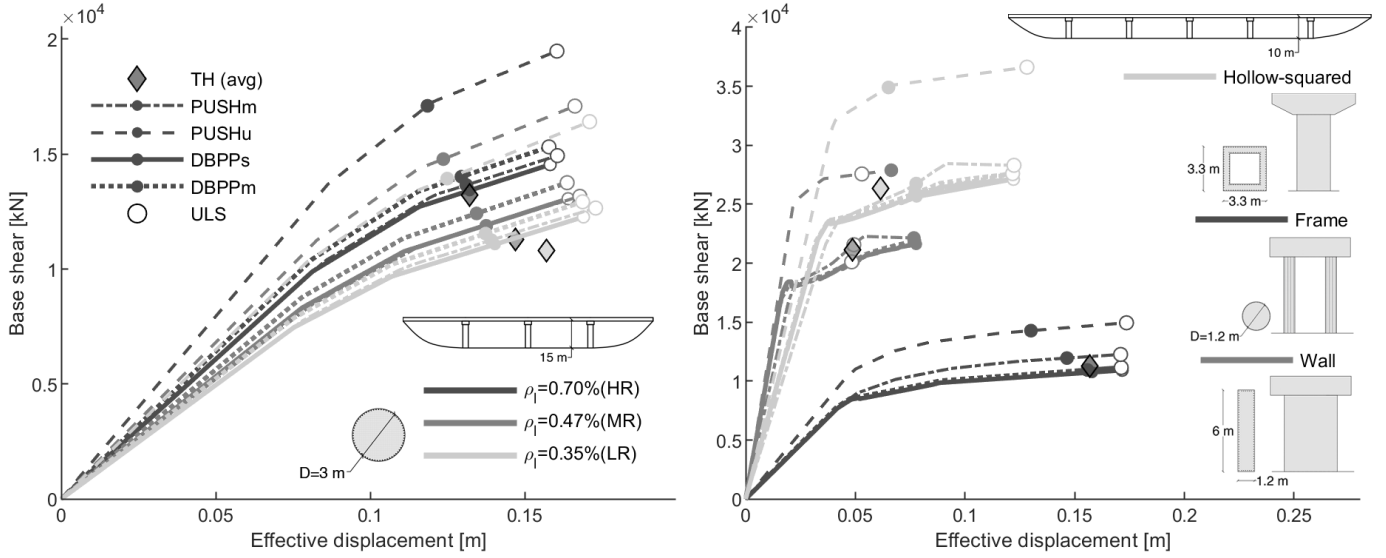 ×10⁴
2
1.5
1
0.5
0
0
0.05
0.1
0.15
Base shear [kN]
Effective displacement [m]
TH (avg)
PUSHm
PUSHu
DBPPs
DBPPm
ULS
15 m
D=3 m
ρl=0.70%(HR)
ρl=0.47%(MR)
ρl=0.35%(LR)
×10⁴
4
3.5
3
2.5
2
1.5
1
0.5
0
0
0.05
0.1
0.15
0.2
0.25
Base shear [kN]
Effective displacement [m]
10 m
Hollow-squared
3.3 m
3.3 m
Frame
D=1.2 m
Wall
6 m
1.2 m